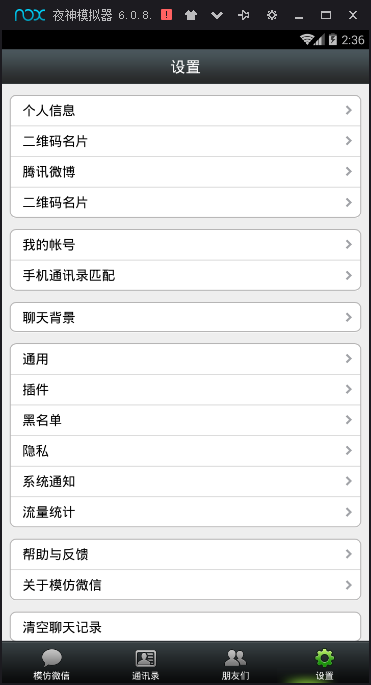 nox 夜神模拟器 6.0.8.
2:36
设置
个人信息
二维码名片
腾讯微博
二维码名片
我的帐号
手机通讯录匹配
聊天背景
通用
插件
黑名单
隐私
系统通知
流量统计
帮助与反馈
关于模仿微信
清空聊天记录
模仿微信 通讯录 朋友们 设置